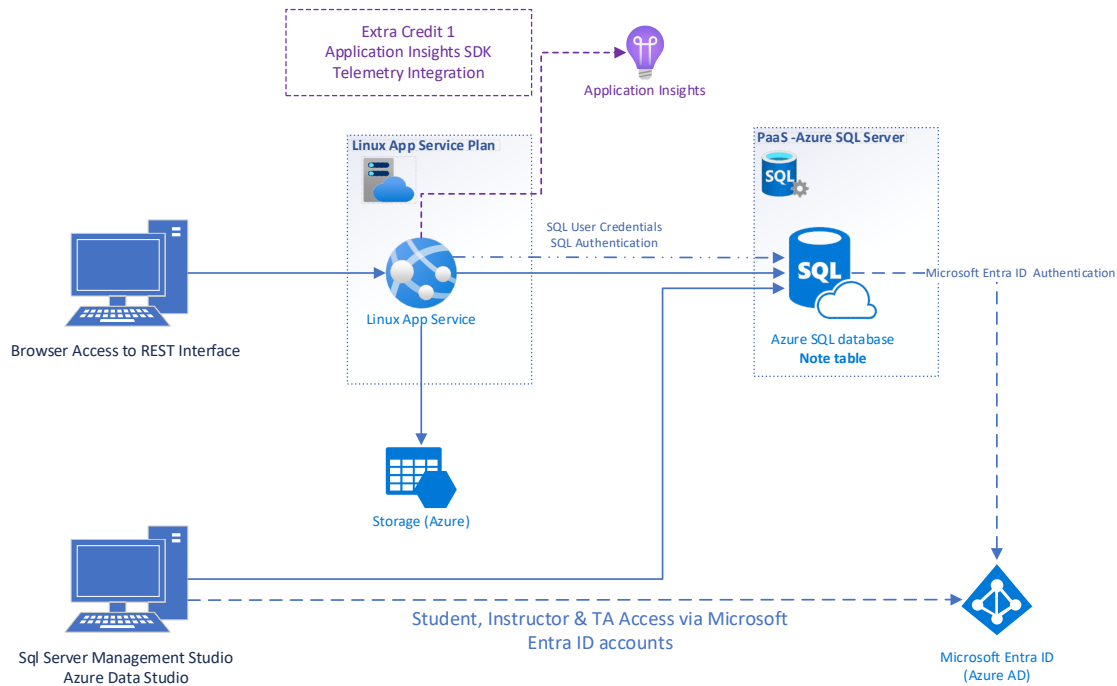 Extra Credit 1
Application Insights SDK
Telemetry Integration
Application Insights
Linux App Service Plan
PaaS -Azure SQL Server
SQL
SQL User Credentials
SQL Authentication
SQL
Microsoft Entra ID  Authentication
Linux App Service
Azure SQL database
Note table
Browser Access to REST Interface
Storage (Azure)
Student, Instructor & TA Access via Microsoft
Entra ID accounts
Sql Server Management Studio
Azure Data Studio
Microsoft Entra ID
(Azure AD)